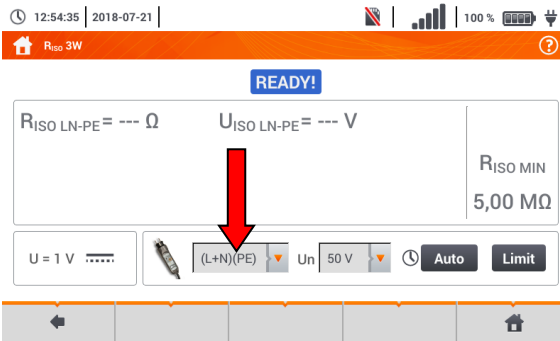 12:54:35 2018-07-21 100 %
RISO 3W ?
READY!
RISO LN-PE= --- Ω UISO LN-PE= --- V
RISO MIN
5,00 MΩ
U = 1 V (L+N)(PE) Un 50 V Auto Limit